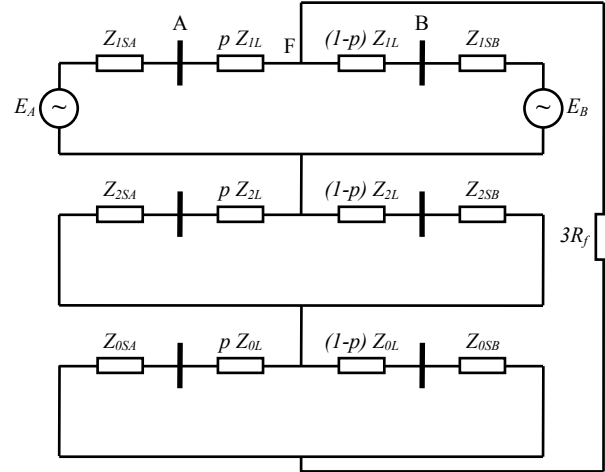 Z1SA A p Z1L F (1-p) Z1L B Z1SB
EA ~ ~ EB
Z2SA p Z2L (1-p) Z2L Z2SB
3Rf
Z0SA p Z0L (1-p) Z0L Z0SB